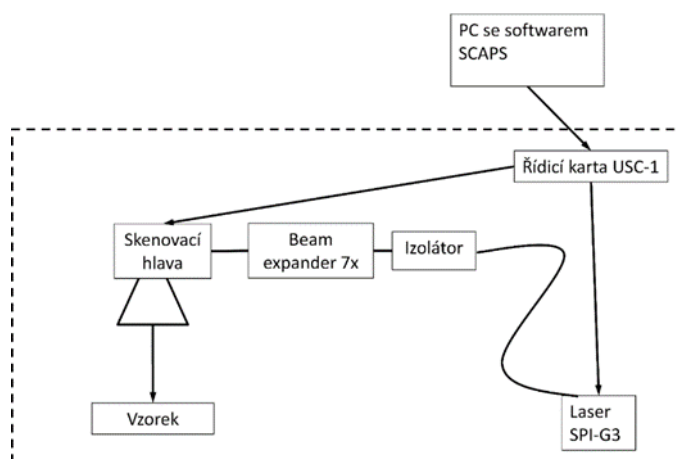 PC se softwarem
SCAPS
Řídicí karta USC-1
Skenovací
hlava
Beam
expander 7x
Izolátor
Vzorek
Laser
SPI-G3